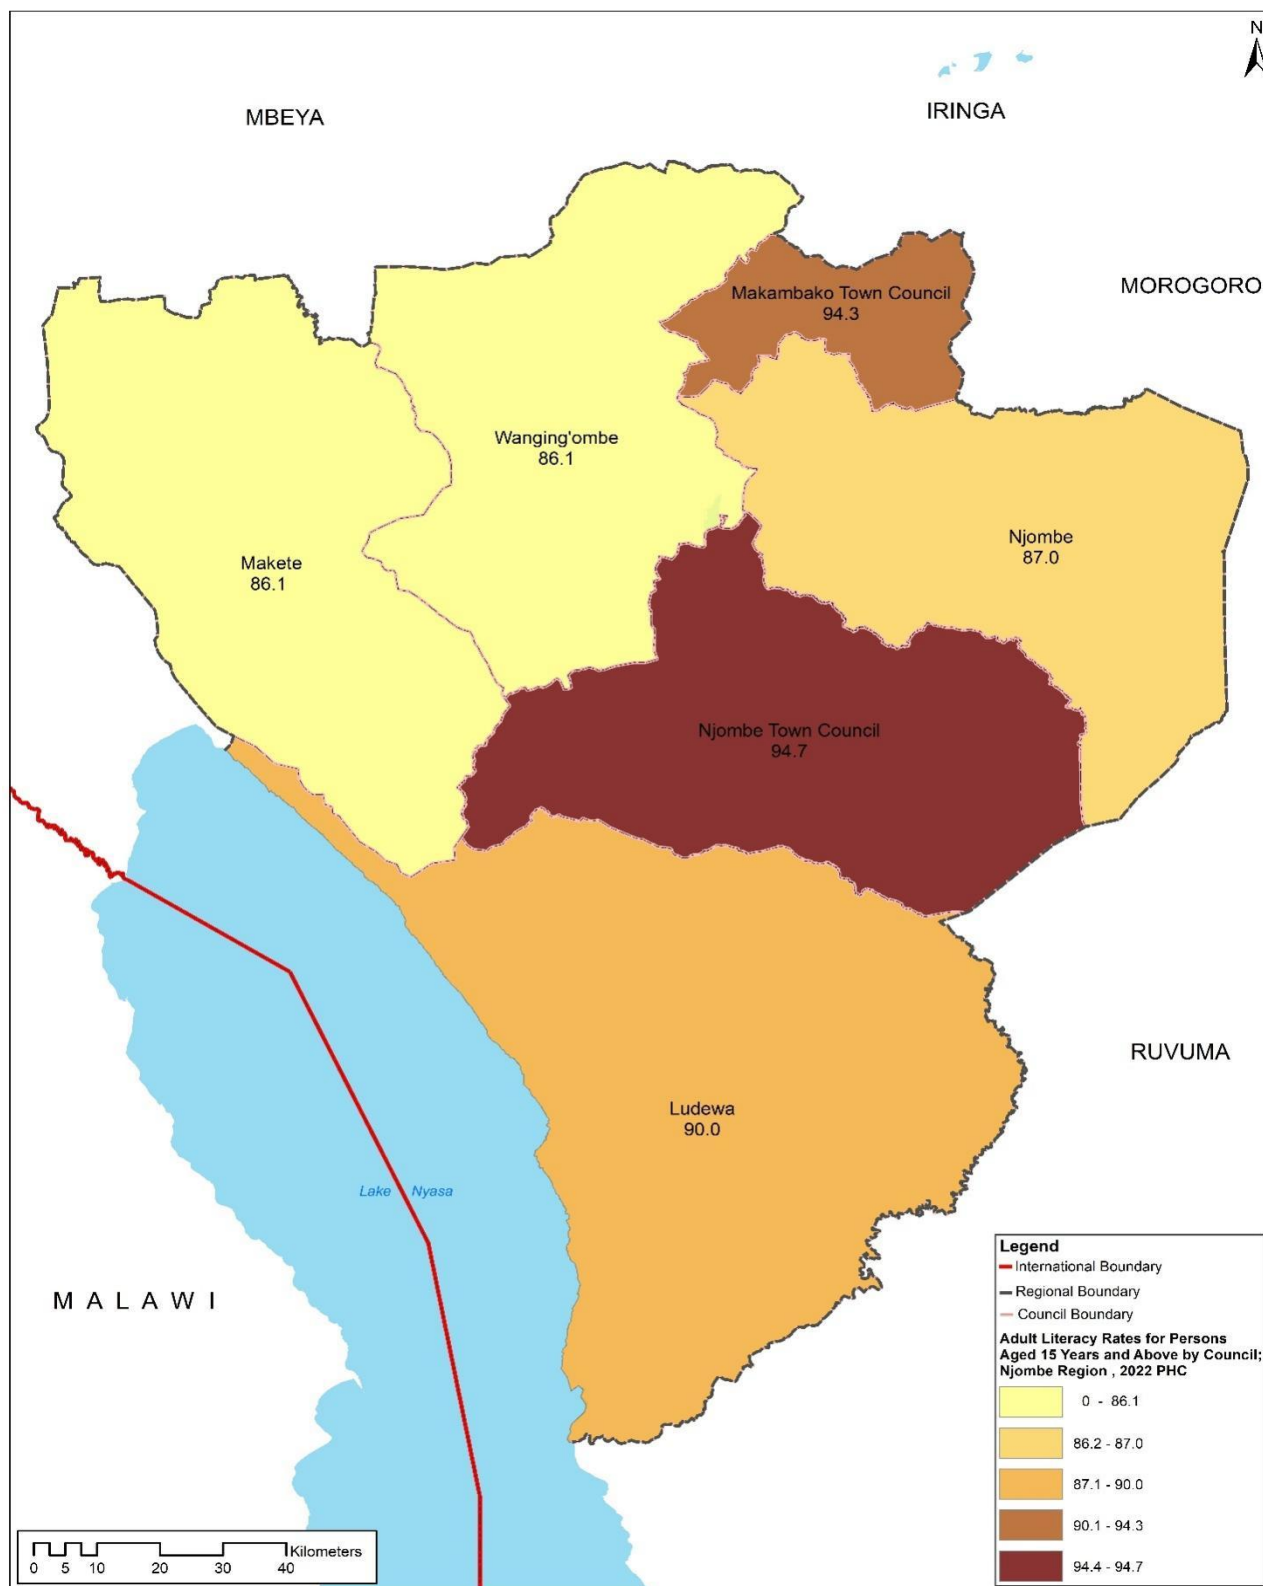 N
MBEYA
IRINGA
MOROGORO
Makambako Town Council
94.3
Wanging'ombe
86.1
Njombe
87.0
Makete
86.1
Njombe Town Council
94.7
RUVUMA
Ludewa
90.0
Lake Nyasa
MALAWI
Legend
International Boundary
Regional Boundary
Council Boundary
Adult Literacy Rates for Persons
Aged 15 Years and Above by Council;
Njombe Region , 2022 PHC
0 - 86.1
86.2 - 87.0
87.1 - 90.0
90.1 - 94.3
94.4 - 94.7
Kilometers
0 5 10 20 30 40